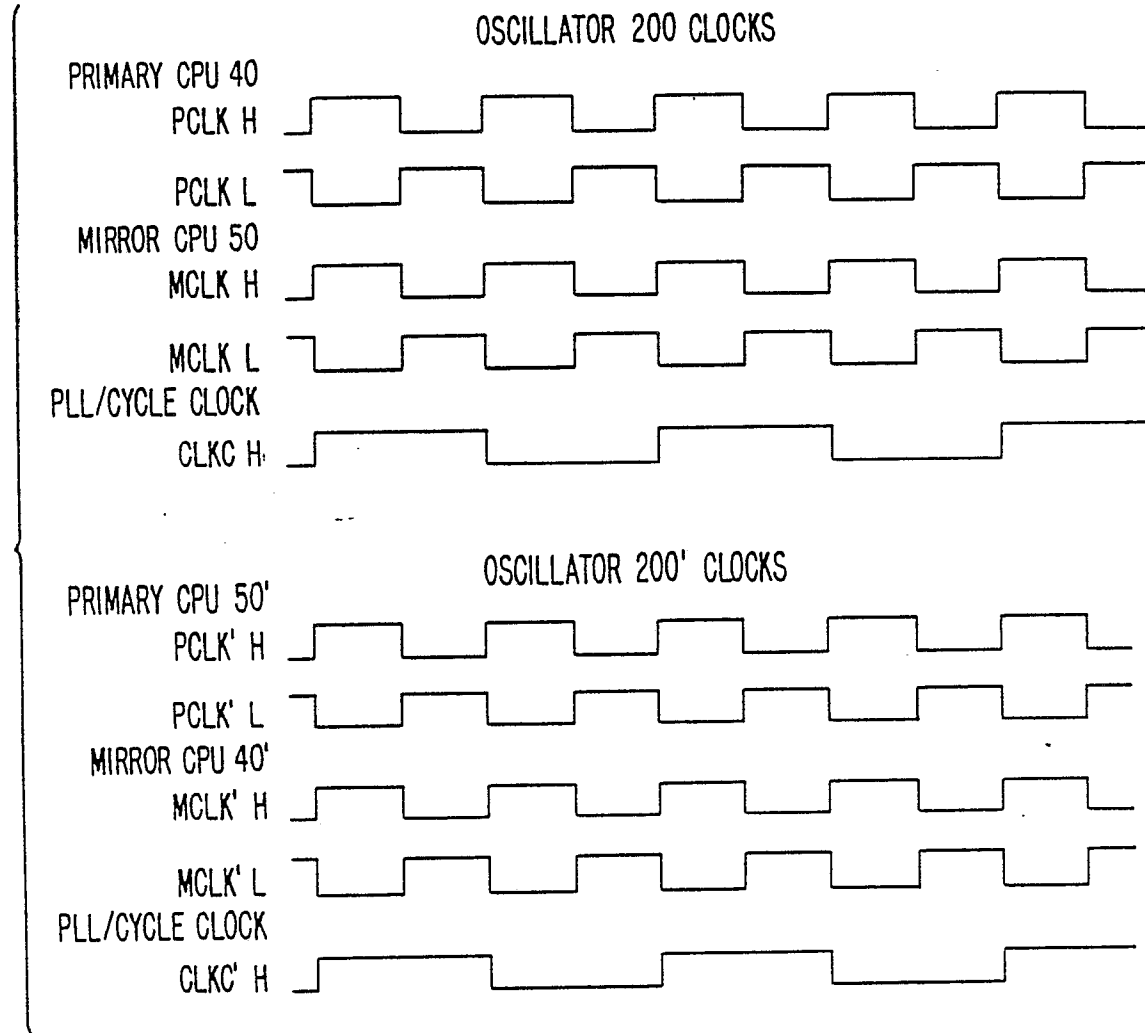 OSCILLATOR 200 CLOCKS
PRIMARY CPU 40
PCLK H
PCLK L
MIRROR CPU 50
MCLK H
MCLK L
PLL/CYCLE CLOCK
CLKC H
OSCILLATOR 200' CLOCKS
PRIMARY CPU 50'
PCLK' H
PCLK' L
MIRROR CPU 40'
MCLK' H
MCLK' L
PLL/CYCLE CLOCK
CLKC' H